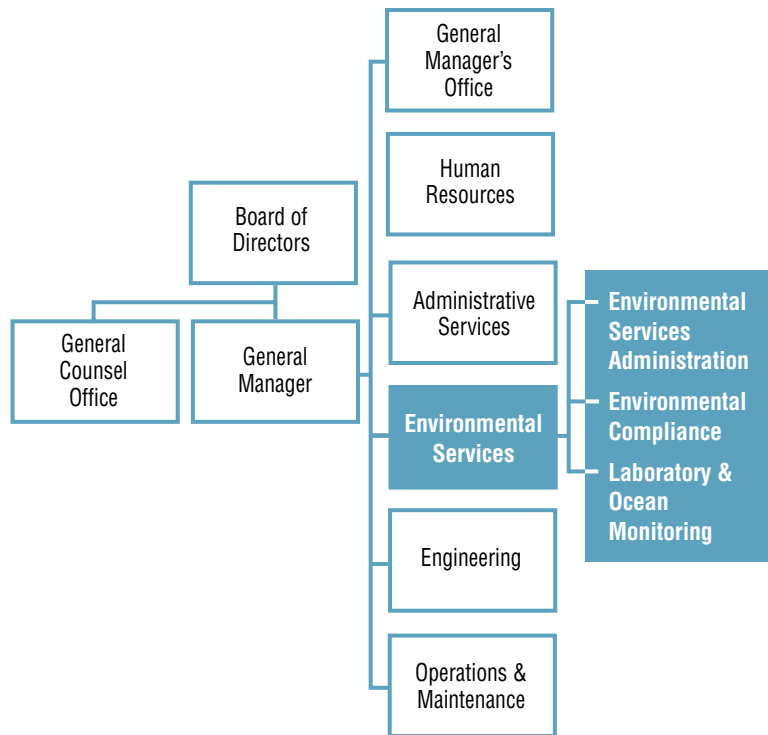 General
Manager’s
Office
Human
Resources
Board of
Directors
Administrative
Services
General
Counsel
Office
General
Manager
Environmental
Services
Environmental
Services
Administration
Environmental
Compliance
Laboratory &
Ocean
Monitoring
Engineering
Operations &
Maintenance